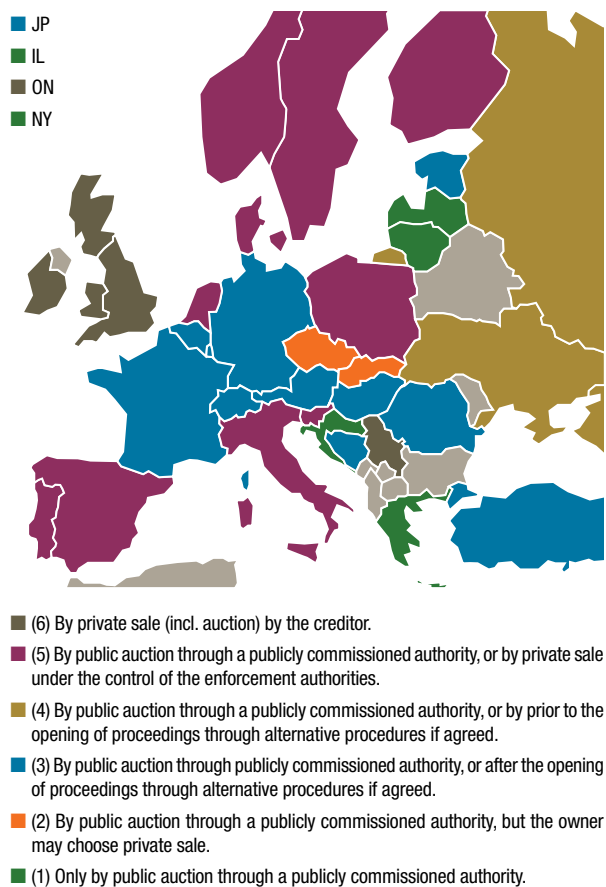 JP
IL
ON
NY
(6) By private sale (incl. auction) by the creditor.
(5) By public auction through a publicly commissioned authority, or by private sale
under the control of the enforcement authorities.
(4) By public auction through a publicly commissioned authority, or by prior to the
opening of proceedings through alternative procedures if agreed.
(3) By public auction through publicly commissioned authority, or after the opening
of proceedings through alternative procedures if agreed.
(2) By public auction through a publicly commissioned authority, but the owner
may choose private sale.
(1) Only by public auction through a publicly commissioned authority.